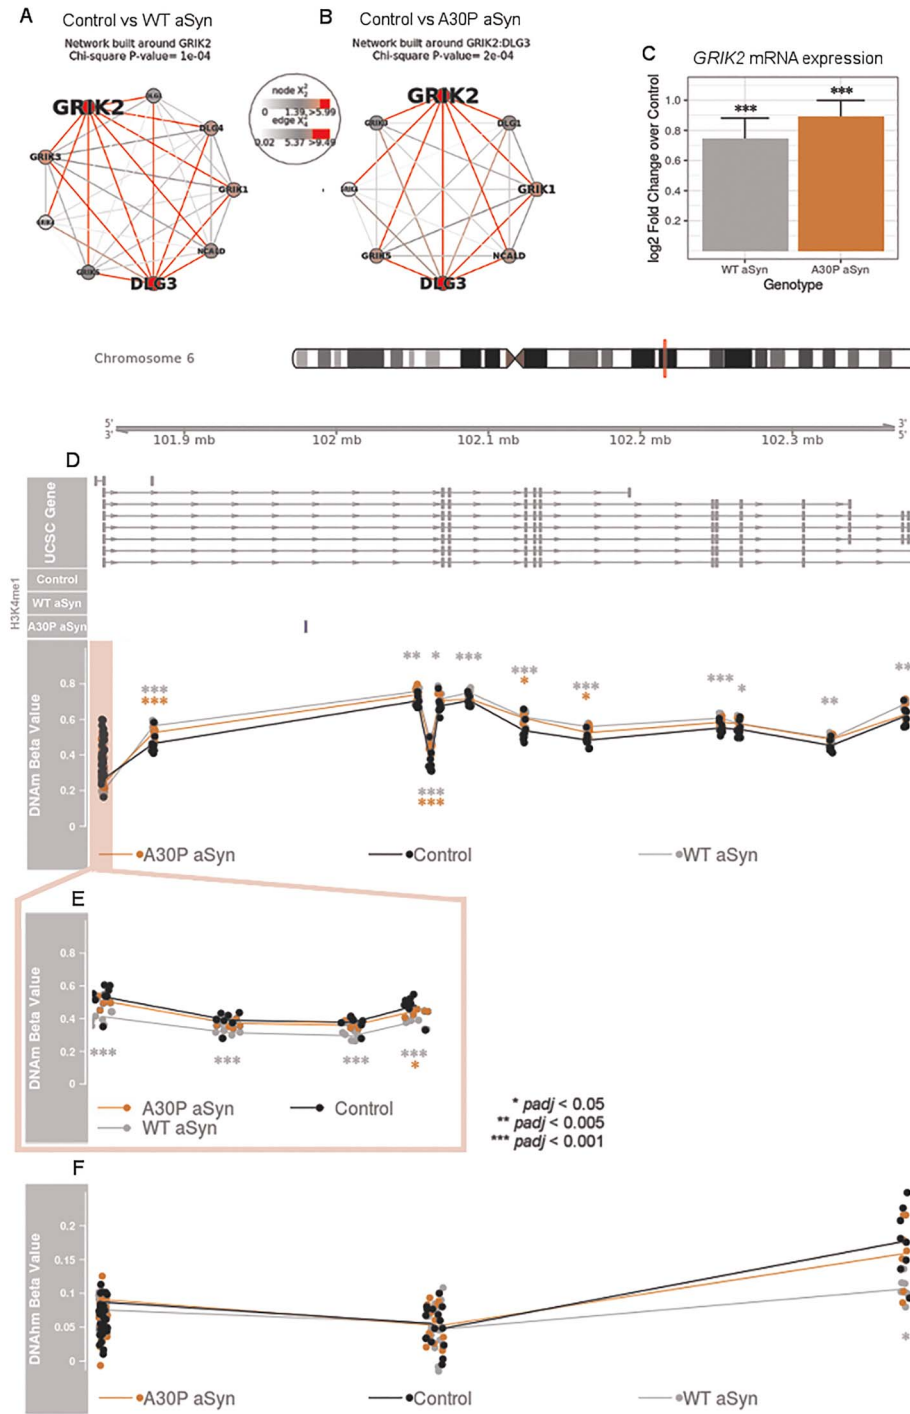 A
Control vs WT aSyn
Network built around GRIK2
Chi-square P-value= 1e-04
GRIK2
DLG4
GRIK3
GRIK1
NCALD
GRIK5
DLG3
node X²₂
0 1.39, >5.99
edge X²₄
0.02 5.37 >9.49
B
Control vs A30P aSyn
Network built around GRIK2:DLG3
Chi-square P-value= 2e-04
GRIK2
DLG1
GRIK1
GRIK5
NCALD
DLG3
C
GRIK2 mRNA expression
log2 Fold Change over Control
1.0
0.8
0.6
0.4
0.2
***
***
WT aSyn A30P aSyn
Genotype
Chromosome 6
5' 3'
3' 5'
101.9 mb 102 mb 102.1 mb 102.2 mb 102.3 mb
D
UCSC Gene
H3K4me1
Control
WT aSyn
A30P aSyn
DNAm Beta Value
0.8
0.6
0.4
0.2
0
*** ** * *** *** *** *** * ** **
*** * *
***
***
A30P aSyn Control WT aSyn
E
DNAm Beta Value
0.8
0.6
0.4
0.2
0
*** *** *** ***
*
A30P aSyn Control
WT aSyn
* padj < 0.05
** padj < 0.005
*** padj < 0.001
F
DNAhm Beta Value
0.2
0.15
0.1
0.05
0
*
A30P aSyn Control WT aSyn